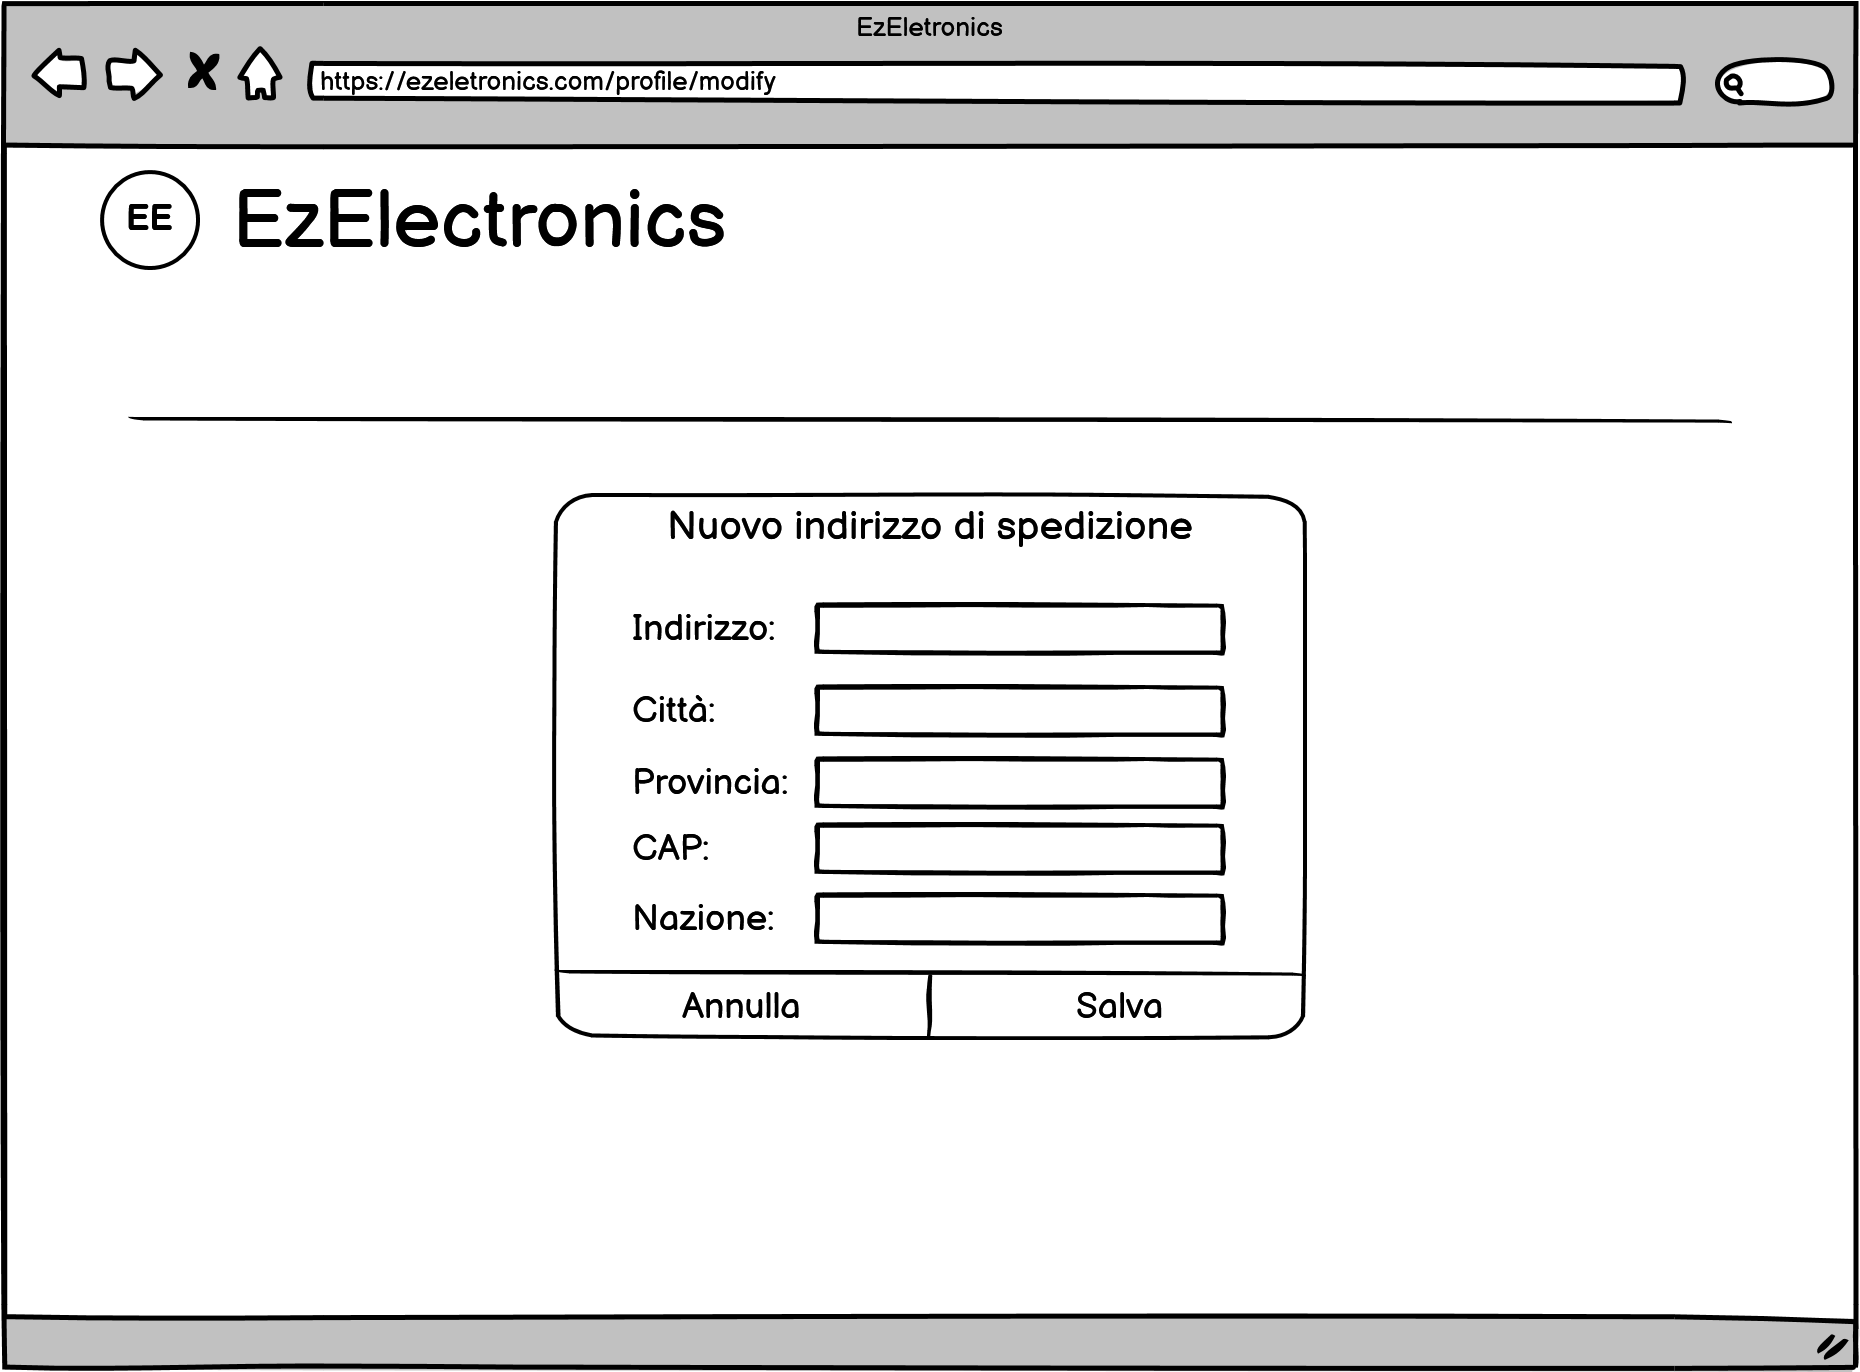 EzEletronics
https://ezeletronics.com/profile/modify
EE
EzElectronics
Nuovo indirizzo di spedizione
Indirizzo:
Città:
Provincia:
CAP:
Nazione:
Annulla
Salva